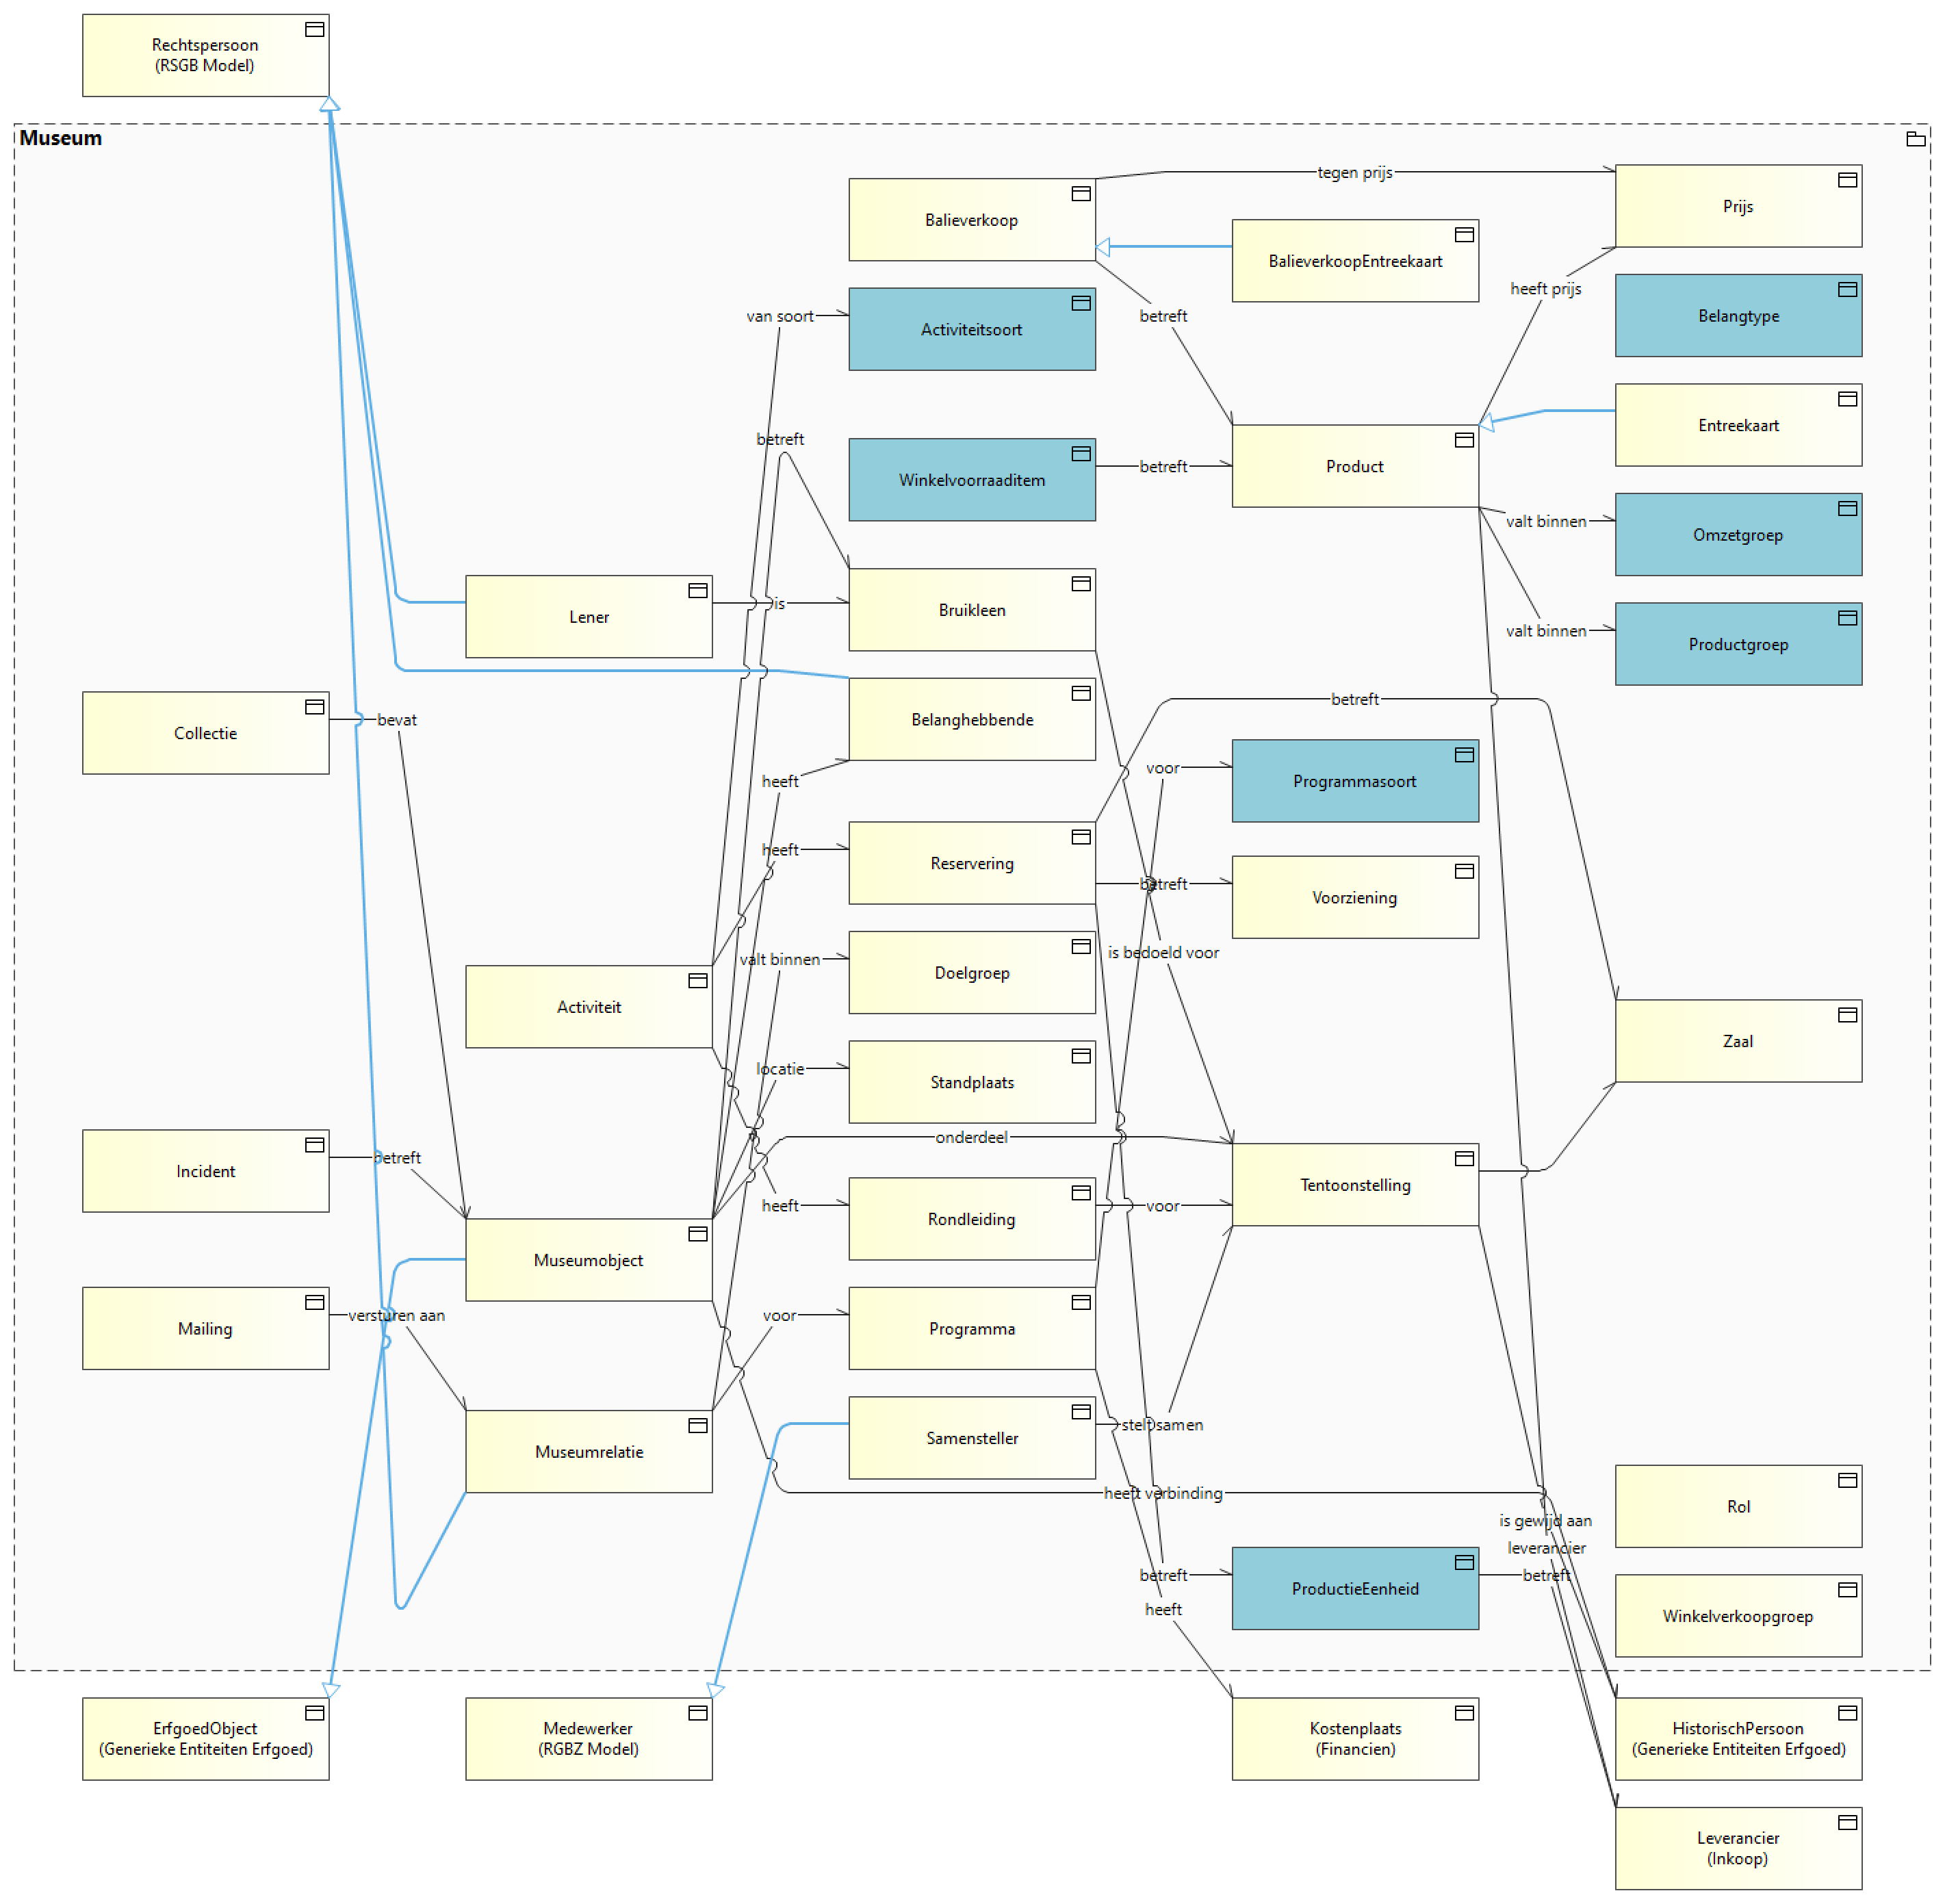 Rechtspersoon
(RSGB Model)
Museum
tegen prijs
Prijs
Balieverkoop
BalieverkoopEntreekaart
heeft prijs
van soort
Activiteitsoort
betreft
Belangtype
Entreekaart
betreft
Winkelvoorraaditem
betreft
Product
valt binnen
Omzetgroep
Lener
is
Bruikleen
valt binnen
Productgroep
Collectie
bevat
Belanghebbende
betreft
heeft
voor
Programmasoort
heeft
Reservering
betreft
Voorziening
valt binnen
Doelgroep
is bedoeld voor
Activiteit
locatie
Standplaats
Zaal
onderdeel
Incident
betreft
heeft
Rondleiding
voor
Tentoonstelling
Museumobject
Mailing
versturen aan
voor
Programma
Museumrelatie
Samensteller
stelt samen
heeft verbinding
Rol
is gewijd aan
leverancier
betreft
ProductieEenheid
betreft
heeft
Winkelverkoopgroep
ErfgoedObject
(Generieke Entiteiten Erfgoed)
Medewerker
(RGBZ Model)
Kostenplaats
(Financien)
HistorischPersoon
(Generieke Entiteiten Erfgoed)
Leverancier
(Inkoop)